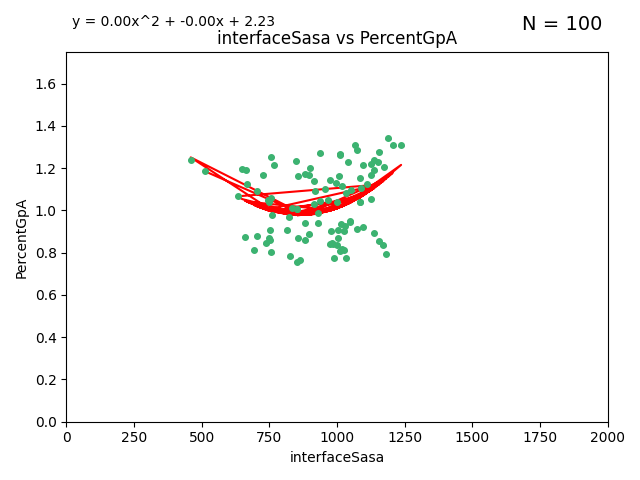 y = 0.00x^2 + -0.00x + 2.23
N = 100
interfaceSasa vs PercentGpA
PercentGpA
1.6
1.4
1.2
1.0
0.8
0.6
0.4
0.2
0.0
0 250 500 750 1000 1250 1500 1750 2000
interfaceSasa